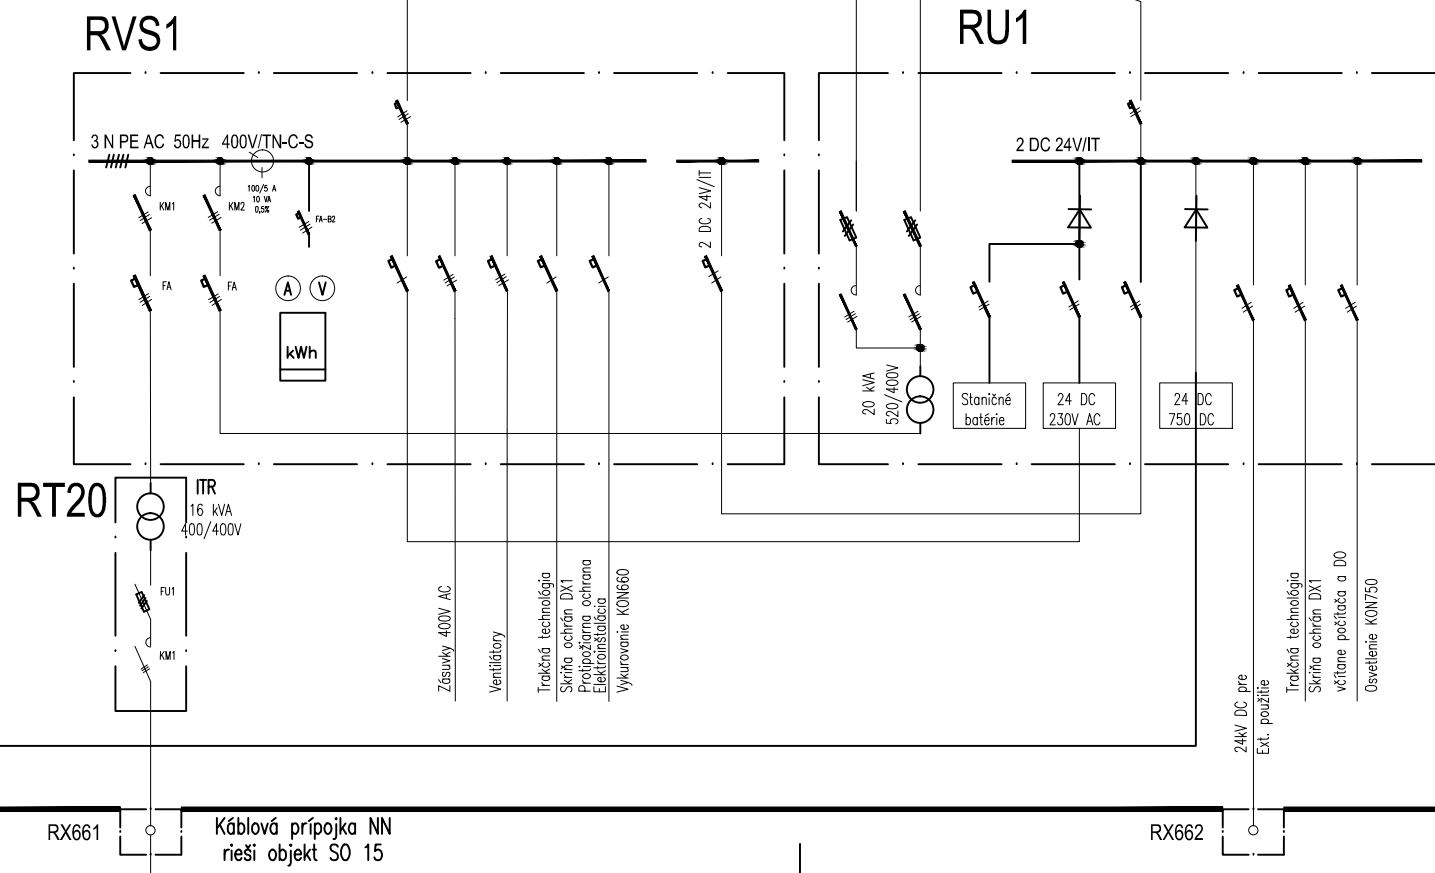 RVS1
RU1
3 N PE AC 50Hz 400V/TN-C-S
2 DC 24V/IT
100/5 A
10 VA
0,5%
KM1
KM2
FA-B2
2 DC 24V/IT
FA
FA
A
V
kWh
20 kVA
520/400V
Staničné
batérie
24 DC
230V AC
24 DC
750 DC
RT20
ITR
16 kVA
400/400V
FU1
KM1
Zásuvky 400V AC
Ventilátory
Trakčná technológia
Skriňa ochrán DX1
Protipožiarna ochrana
Elektroinštalácia
Vykurovanie KON660
24kV DC pre
Ext. použitie
Trakčná technológia
Skriňa ochrán DX1
včítane počítača a DO
Osvetlenie KON750
RX661
Káblová prípojka NN
rieši objekt SO 15
RX662